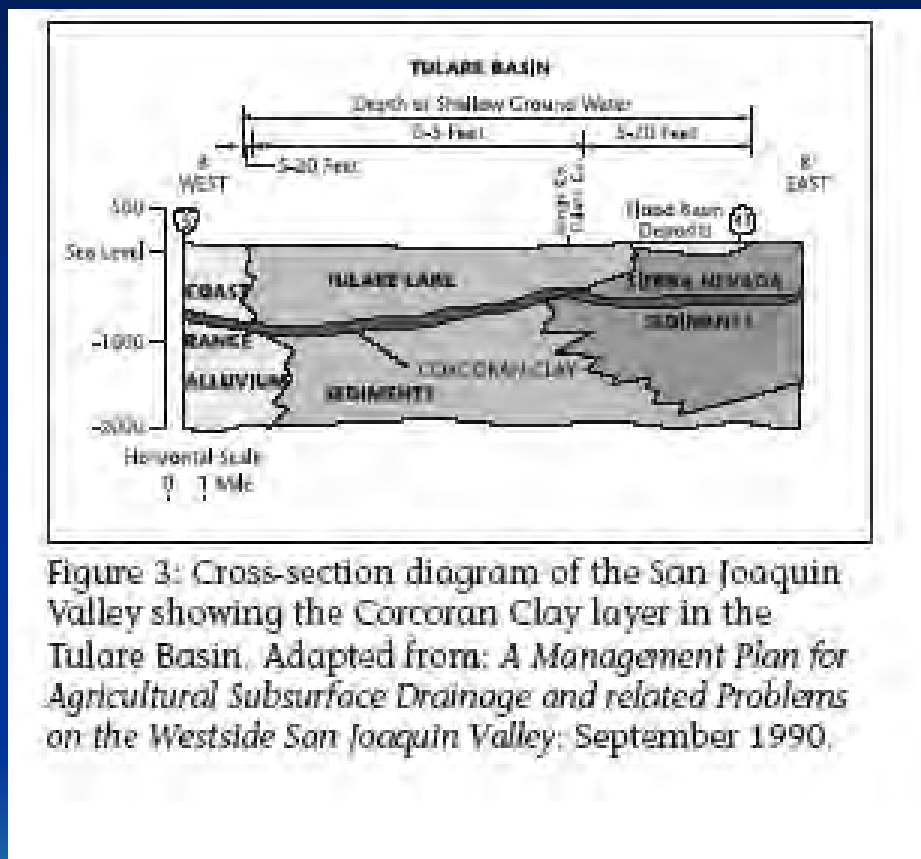 TULARE BASIN
Depth of Shallow Ground Water
0-5 Feet
5-20 Feet
5-20 Feet
WEST
EAST
500
Sea Level
-1000
-2000
Flood Basin
Deposits
COAST
RANGE
ALLUVIUM
TULARE LAKE
SEDIMENTS
CORCORAN CLAY
SIERRA NEVADA
SEDIMENTS
Horizontal Scale
0 1 Mile
Figure 3: Cross-section diagram of the San Joaquin
Valley showing the Corcoran Clay layer in the
Tulare Basin. Adapted from: A Management Plan for
Agricultural Subsurface Drainage and related Problems
on the Westside San Joaquin Valley: September 1990.